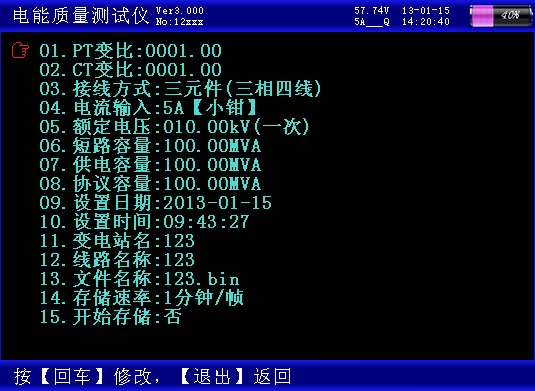 电能质量测试仪 Ver3.000 57.74V 13-01-15 40%
No:12xxx 5A___Q 14:20:40
01.PT变比:0001.00
02.CT变比:0001.00
03.接线方式:三元件(三相四线)
04.电流输入:5A【小钳】
05.额定电压:010.00kV(一次)
06.短路容量:100.00MVA
07.供电容量:100.00MVA
08.协议容量:100.00MVA
09.设置日期:2013-01-15
10.设置时间:09:43:27
11.变电站名:123
12.线路名称:123
13.文件名称:123.bin
14.存储速率:1分钟/帧
15.开始存储:否
按【回车】修改,【退出】返回